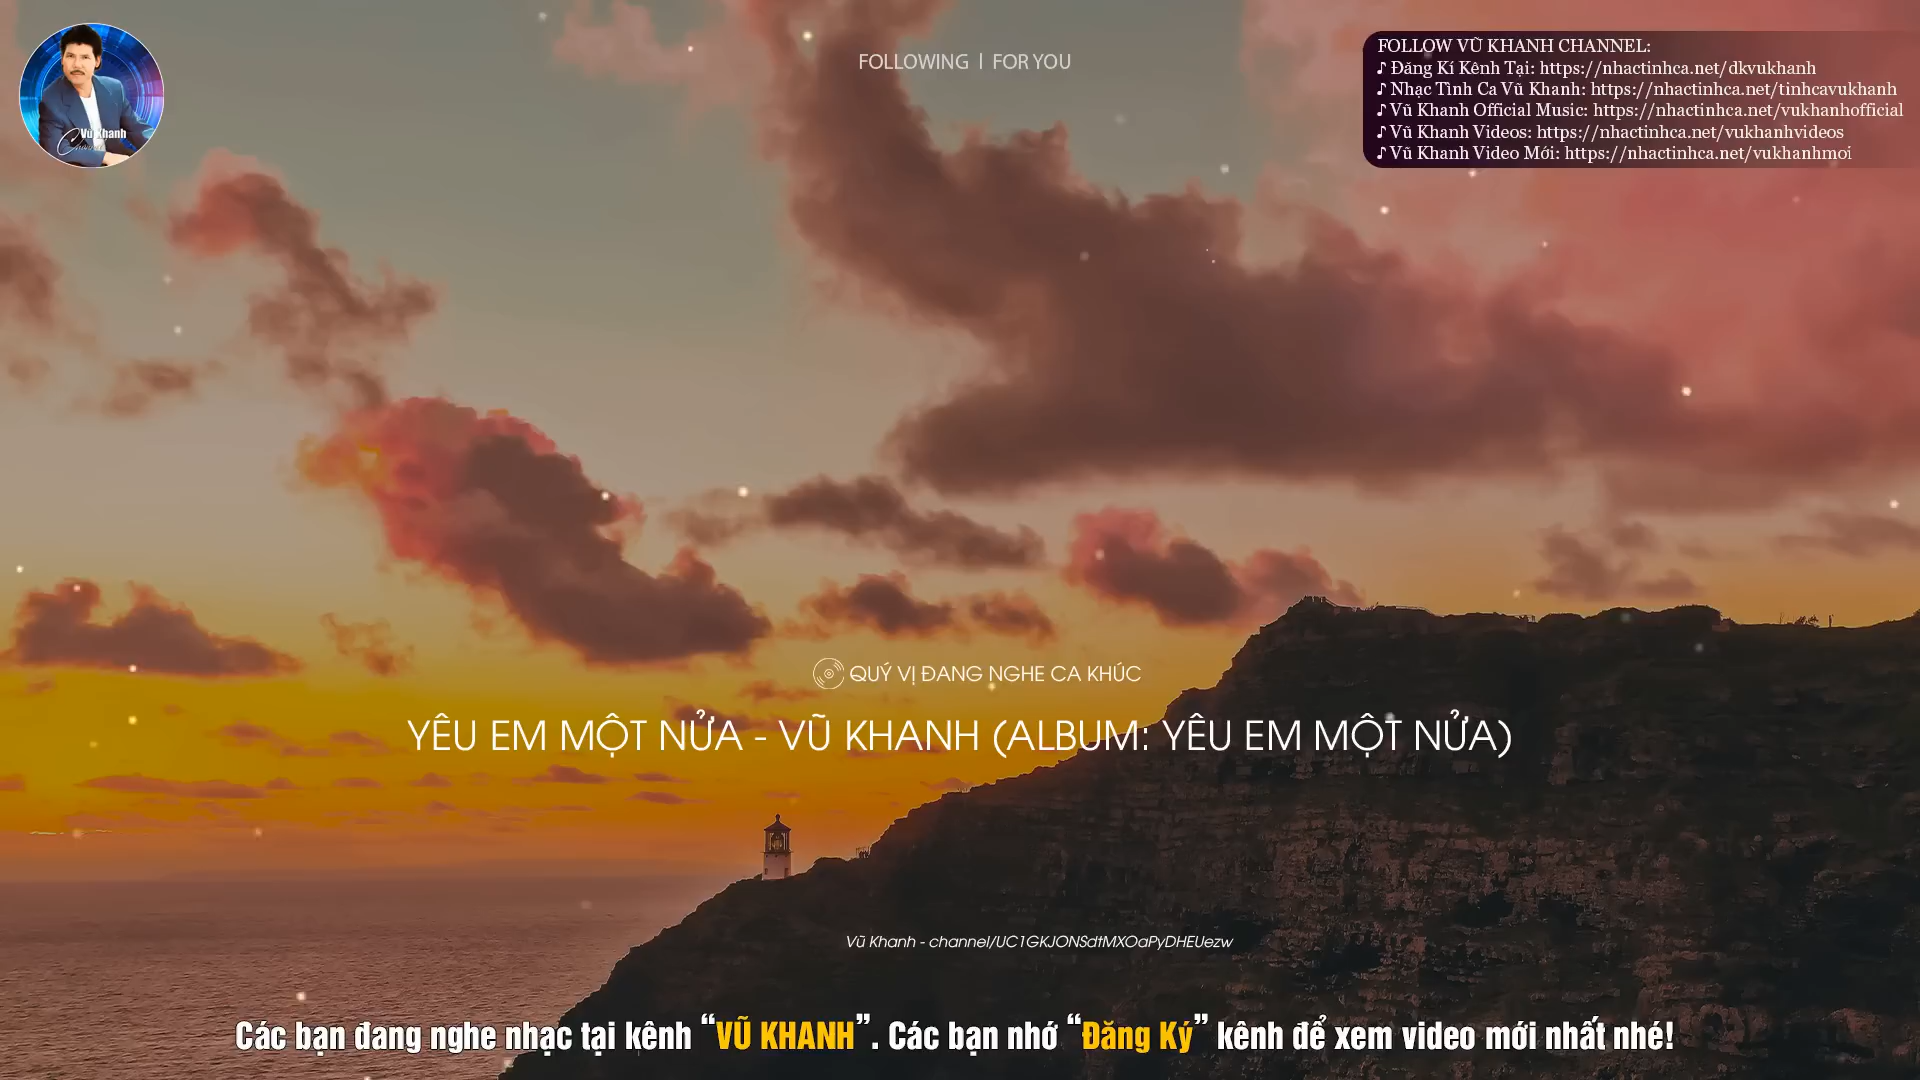 Vũ Khanh
Channel
FOLLOWING | FOR YOU
FOLLOW VŨ KHANH CHANNEL:
♪ Đăng Kí Kênh Tại: https://nhactinhca.net/dkvukhanh
♪ Nhạc Tình Ca Vũ Khanh: https://nhactinhca.net/tinhcavukhanh
♪ Vũ Khanh Official Music: https://nhactinhca.net/vukhanhofficial
♪ Vũ Khanh Videos: https://nhactinhca.net/vukhanhvideos
♪ Vũ Khanh Video Mới: https://nhactinhca.net/vukhanhmoi
QUÝ VỊ ĐANG NGHE CA KHÚC
YÊU EM MỘT NỬA - VŨ KHANH (ALBUM: YÊU EM MỘT NỬA)
Vũ Khanh - channel/UC1GKJONSdtMXOaPyDHEUezw
Các bạn đang nghe nhạc tại kênh “VŨ KHANH”. Các bạn nhớ “Đăng Ký” kênh để xem video mới nhất nhé!